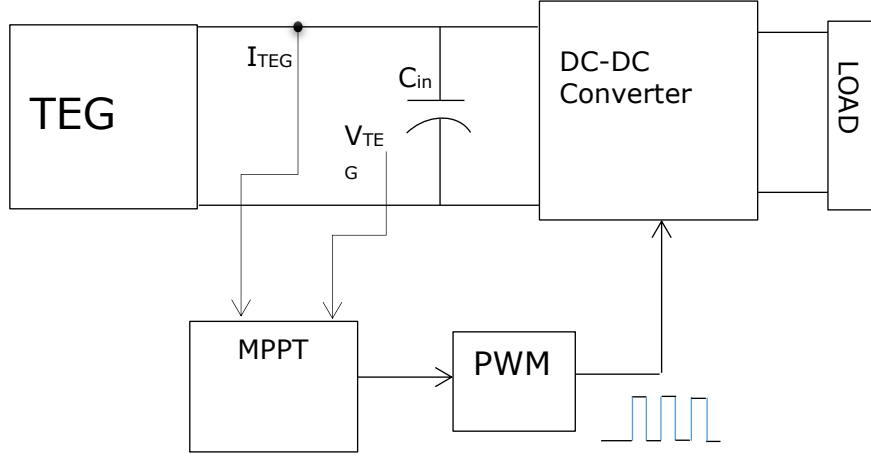 TEG
ITEG
Cin
VTE
G
DC-DC
Converter
LOAD
MPPT
PWM